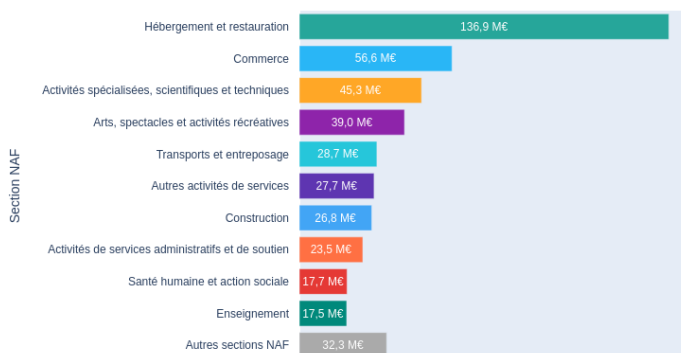 Hébergement et restauration 136,9 M€
Commerce 56,6 M€
Activités spécialisées, scientifiques et techniques 45,3 M€
Arts, spectacles et activités récréatives 39,0 M€
Transports et entreposage 28,7 M€
Autres activités de services 27,7 M€
Construction 26,8 M€
Activités de services administratifs et de soutien 23,5 M€
Santé humaine et action sociale 17,7 M€
Enseignement 17,5 M€
Autres sections NAF 32,3 M€
Section NAF